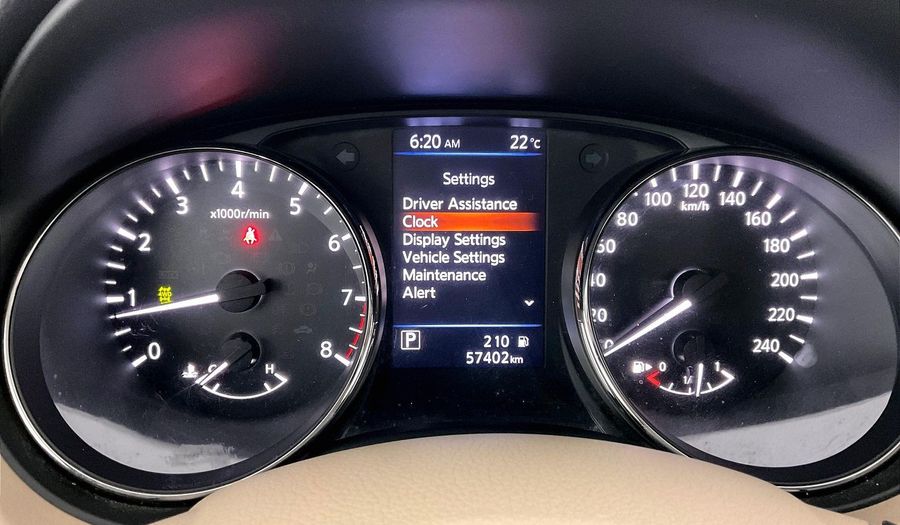 6:20 AM 22°C
Settings
Driver Assistance
Clock
Display Settings
Vehicle Settings
Maintenance
Alert
P
210
57402 km
0
1
2
3
4
5
6
7
8
x1000r/min
C H
20
40
60
80
100
120
140
160
180
200
220
240
km/h
0 1/2 1